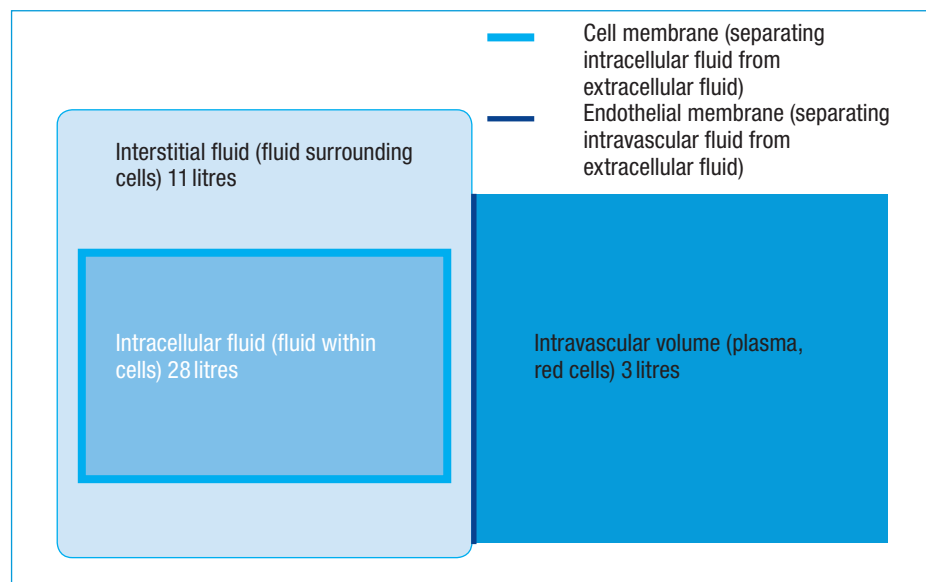 Cell membrane (separating
intracellular fluid from
extracellular fluid)
Endothelial membrane (separating
intravascular fluid from
extracellular fluid)
Interstitial fluid (fluid surrounding
cells) 11 litres
Intracellular fluid (fluid within
cells) 28 litres
Intravascular volume (plasma,
red cells) 3 litres